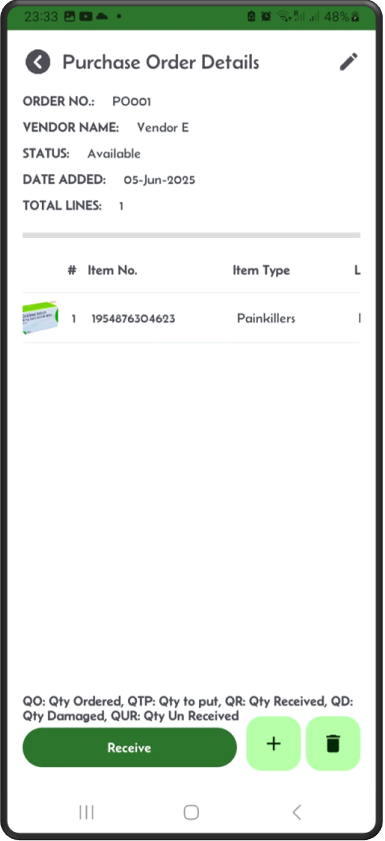 23:33 48%
Purchase Order Details
ORDER NO.: PO001
VENDOR NAME: Vendor E
STATUS: Available
DATE ADDED: 05-Jun-2025
TOTAL LINES: 1
# Item No. Item Type L
1 1954876304623 Painkillers
QO: Qty Ordered, QTP: Qty to put, QR: Qty Received, QD:
Qty Damaged, QUR: Qty Un Received
Receive